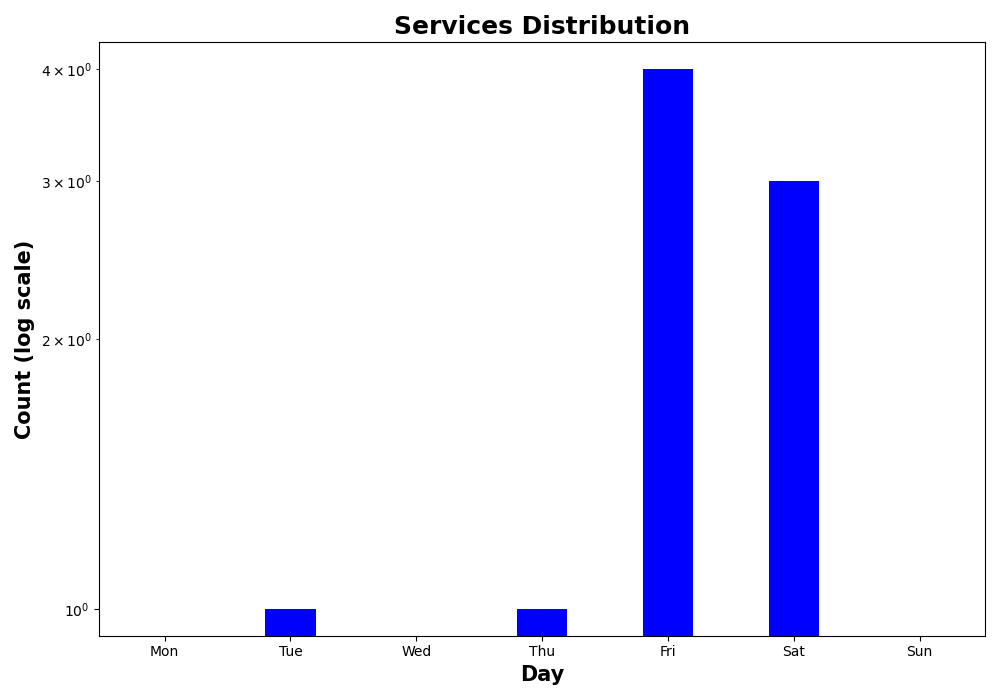 Services Distribution
4 × 10⁰
3 × 10⁰
2 × 10⁰
10⁰
Count (log scale)
Mon Tue Wed Thu Fri Sat Sun
Day